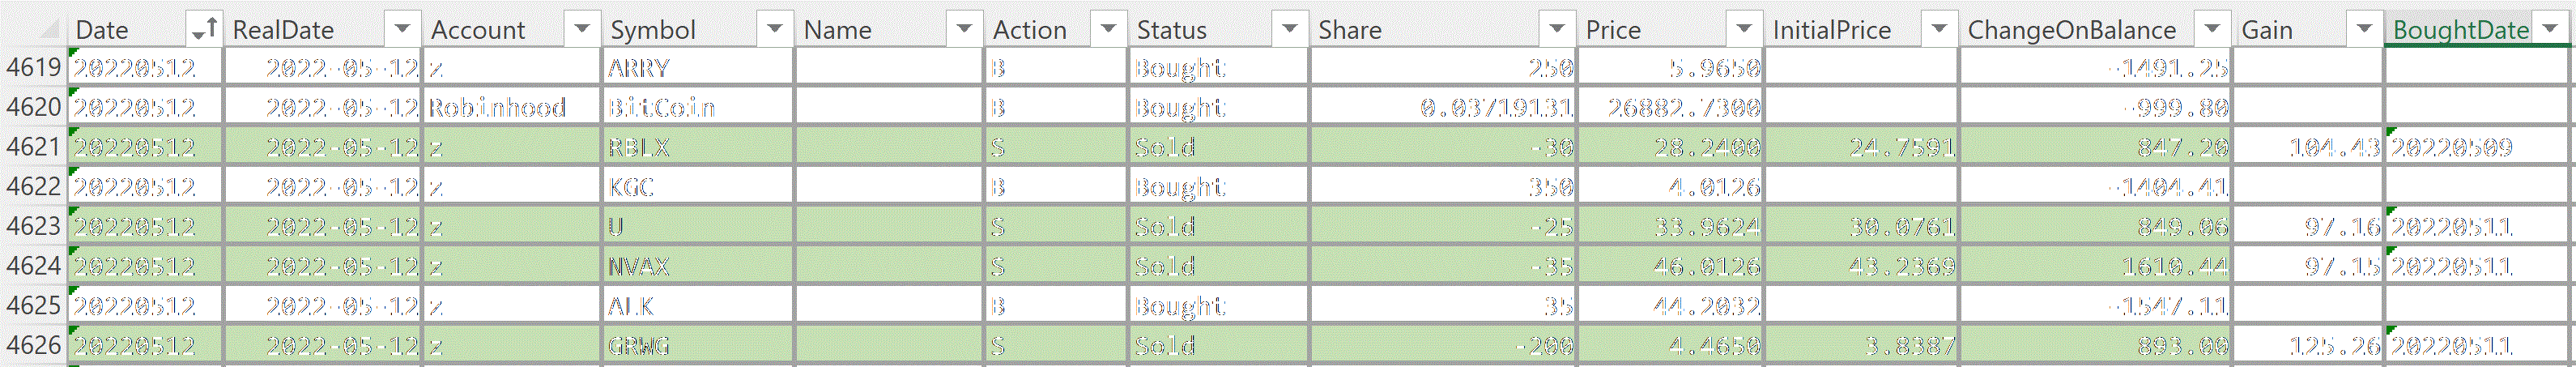 Date RealDate Account Symbol Name Action Status Share Price InitialPrice ChangeOnBalance Gain BoughtDate
4619 20220512 2022-05-12 z ARRY B Bought 250 5.9650 -1491.25
4620 20220512 2022-05-12 Robinhood BitCoin B Bought 0.03719131 26882.7300 -999.80
4621 20220512 2022-05-12 z RBLX S Sold -30 28.2400 24.7591 847.20 104.43 20220509
4622 20220512 2022-05-12 z KGC B Bought 350 4.0126 -1404.41
4623 20220512 2022-05-12 z U S Sold -25 33.9624 30.0761 849.06 97.16 20220511
4624 20220512 2022-05-12 z NVAX S Sold -35 46.0126 43.2369 1610.44 97.15 20220511
4625 20220512 2022-05-12 z ALK B Bought 35 44.2032 -1547.11
4626 20220512 2022-05-12 z GRWG S Sold -200 4.4650 3.8387 893.00 125.26 20220511